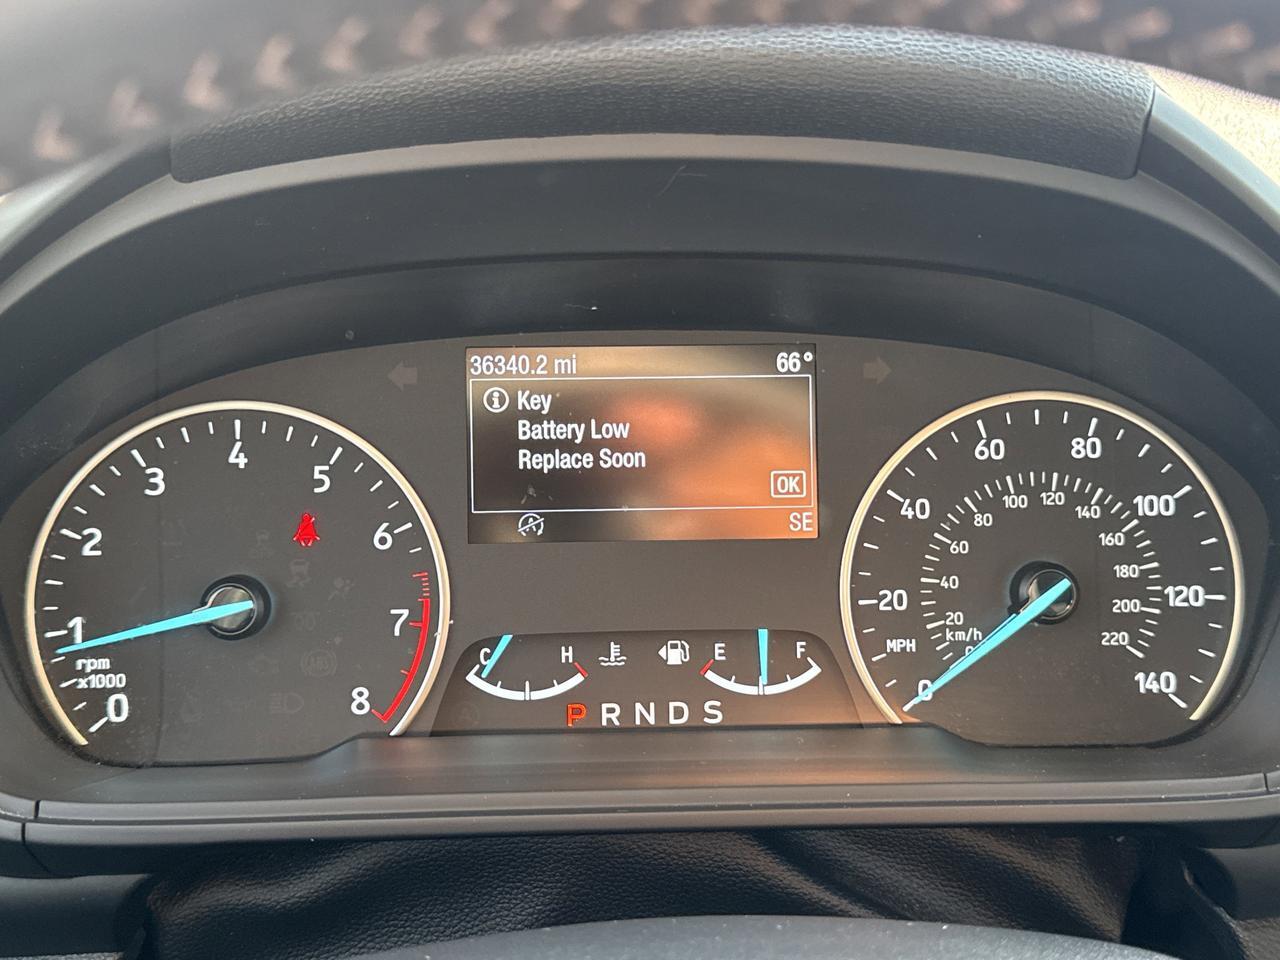 36340.2 mi 66°
i Key
Battery Low
Replace Soon
OK
A
SE
0 1 2 3 4 5 6 7 8
rpm
x1000
C H
E F
P R N D S
0 20 40 60 80 100 120 140
MPH
20 40 60 80 100 120 140 160 180 200 220
km/h
ABS